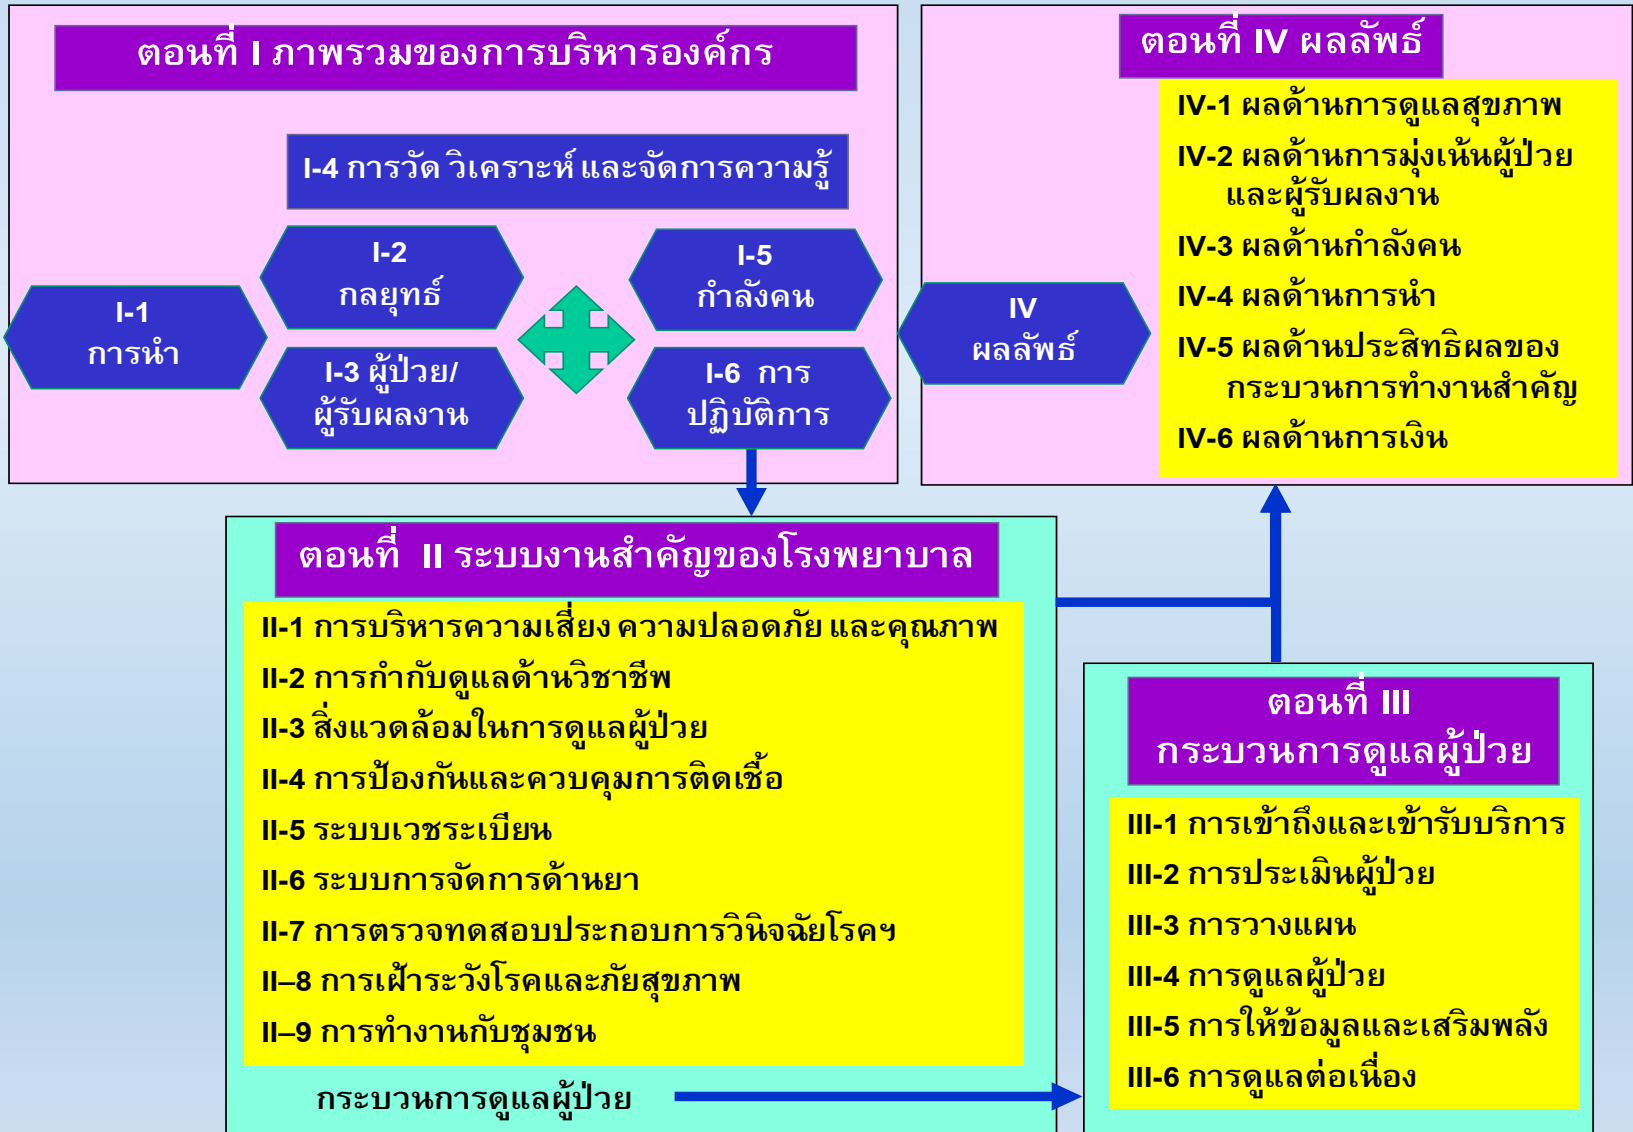 ตอนที่ I ภาพรวมของการบริหารองค์กร
I-4 การวัด วิเคราะห์ และจัดการความรู้
I-1
การนำ
I-2
กลยุทธ์
I-3 ผู้ป่วย/
ผู้รับผลงาน
I-5
กำลังคน
I-6 การ
ปฏิบัติการ
IV
ผลลัพธ์
ตอนที่ IV ผลลัพธ์
IV-1 ผลด้านการดูแลสุขภาพ
IV-2 ผลด้านการมุ่งเน้นผู้ป่วย
และผู้รับผลงาน
IV-3 ผลด้านกำลังคน
IV-4 ผลด้านการนำ
IV-5 ผลด้านประสิทธิผลของ
กระบวนการทำงานสำคัญ
IV-6 ผลด้านการเงิน
ตอนที่ II ระบบงานสำคัญของโรงพยาบาล
II-1 การบริหารความเสี่ยง ความปลอดภัย และคุณภาพ
II-2 การกำกับดูแลด้านวิชาชีพ
II-3 สิ่งแวดล้อมในการดูแลผู้ป่วย
II-4 การป้องกันและควบคุมการติดเชื้อ
II-5 ระบบเวชระเบียน
II-6 ระบบการจัดการด้านยา
II-7 การตรวจทดสอบประกอบการวินิจฉัยโรคฯ
II–8 การเฝ้าระวังโรคและภัยสุขภาพ
II–9 การทำงานกับชุมชน
กระบวนการดูแลผู้ป่วย
ตอนที่ III
กระบวนการดูแลผู้ป่วย
III-1 การเข้าถึงและเข้ารับบริการ
III-2 การประเมินผู้ป่วย
III-3 การวางแผน
III-4 การดูแลผู้ป่วย
III-5 การให้ข้อมูลและเสริมพลัง
III-6 การดูแลต่อเนื่อง